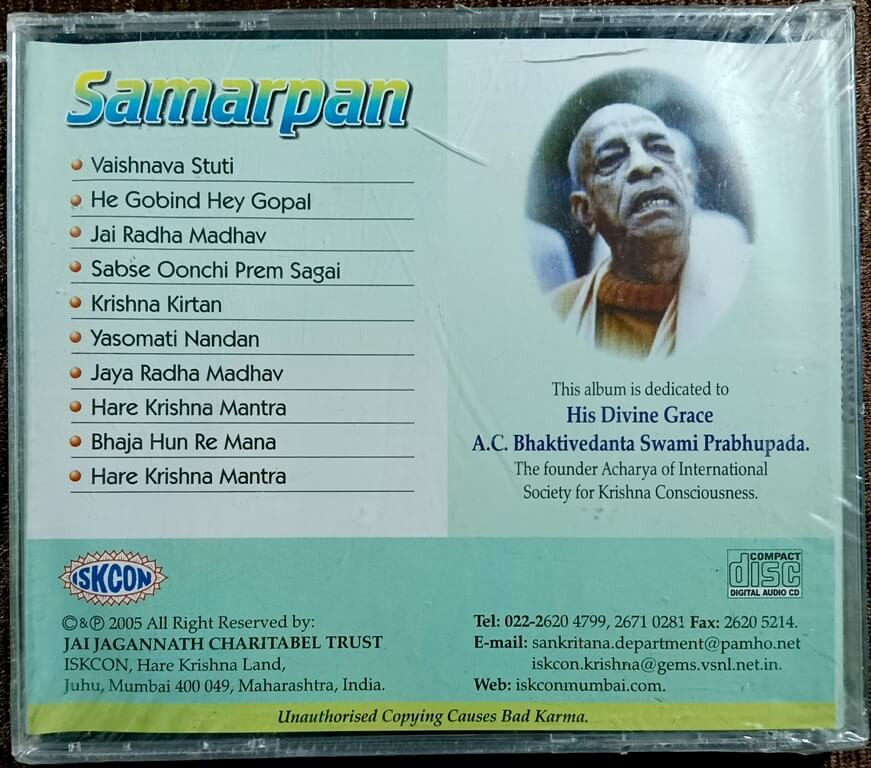 Samarpan
Vaishnava Stuti
He Gobind Hey Gopal
Jai Radha Madhav
Sabse Oonchi Prem Sagai
Krishna Kirtan
Yasomati Nandan
Jaya Radha Madhav
Hare Krishna Mantra
Bhaja Hun Re Mana
Hare Krishna Mantra
This album is dedicated to
His Divine Grace
A.C. Bhaktivedanta Swami Prabhupada.
The founder Acharya of International
Society for Krishna Consciousness.
ISKCON
©&℗ 2005 All Right Reserved by:
JAI JAGANNATH CHARITABEL TRUST
ISKCON, Hare Krishna Land,
Juhu, Mumbai 400 049, Maharashtra, India.
COMPACT
disc
DIGITAL AUDIO CD
Tel: 022-2620 4799, 2671 0281 Fax: 2620 5214.
E-mail: sankritana.department@pamho.net
iskcon.krishna@gems.vsnl.net.in.
Web: iskconmumbai.com.
Unauthorised Copying Causes Bad Karma.